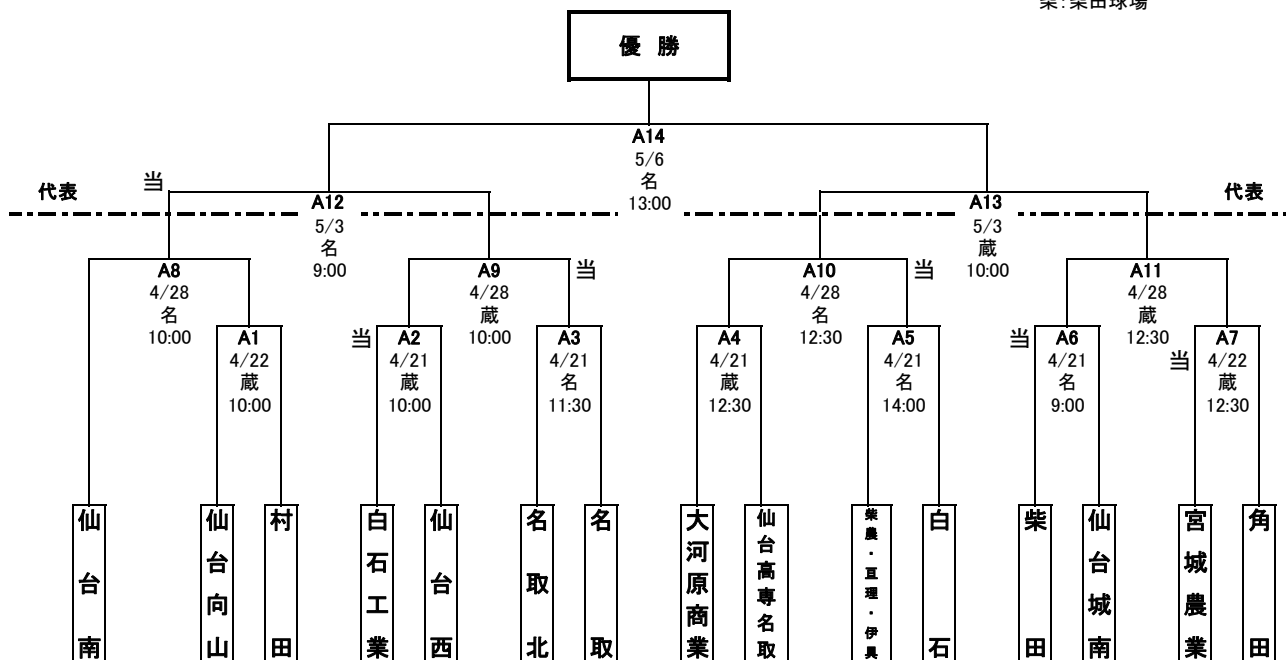 柴:柴田球場
優 勝
A14
5/6
名
13:00
代表
当
代表
A12
5/3
名
9:00
A13
5/3
蔵
10:00
A8
4/28
名
10:00
A9
4/28
蔵
10:00
当
A10
4/28
名
12:30
当
A11
4/28
蔵
12:30
A1
4/22
蔵
10:00
当
A2
4/21
蔵
10:00
A3
4/21
名
11:30
A4
4/21
蔵
12:30
A5
4/21
名
14:00
当
A6
4/21
名
9:00
当
A7
4/22
蔵
12:30
仙台南
仙台向山
村田
白石工業
仙台西
名取北
名取
大河原商業
仙台高専名取
柴農・亘理・伊具
白石
柴田
仙台城南
宮城農業
角田